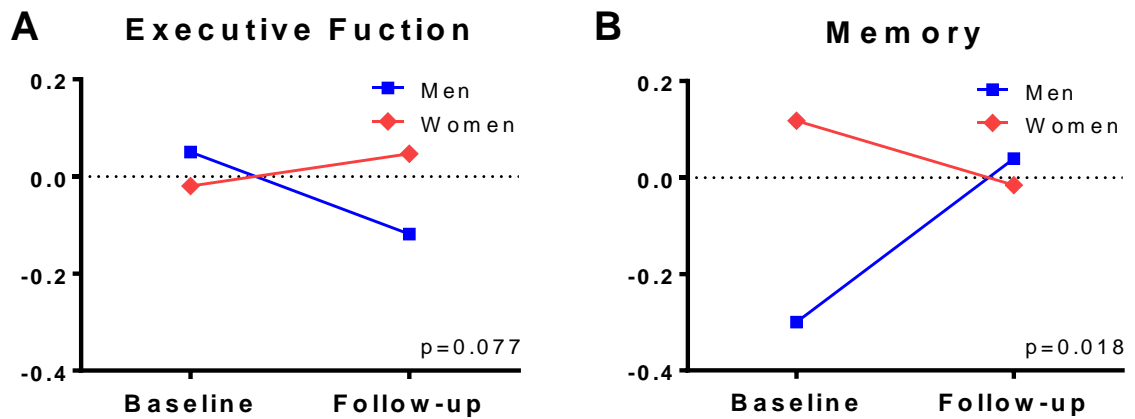 A
Executive Fuction
0.2
0.0
-0.2
-0.4
Men
Women
p=0.077
Baseline Follow-up
B
Memory
0.2
0.0
-0.2
-0.4
Men
Women
p=0.018
Baseline Follow-up